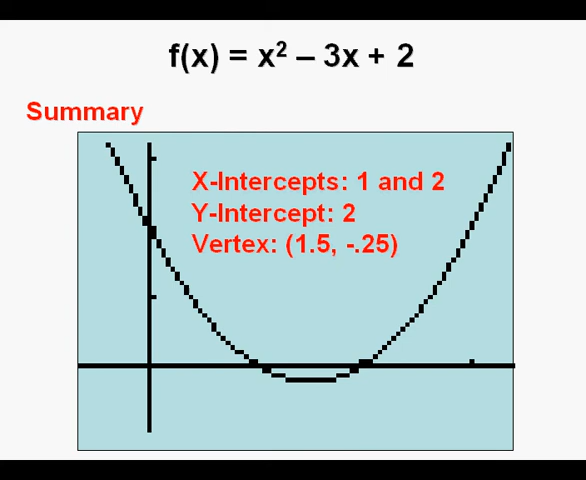 f(x) = x² – 3x + 2
Summary
X-Intercepts: 1 and 2
Y-Intercept: 2
Vertex: (1.5, -.25)